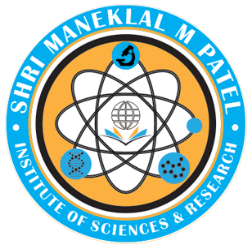 SHRI MANEKLAL M PATEL
INSTITUTE OF SCIENCES & RESEARCH